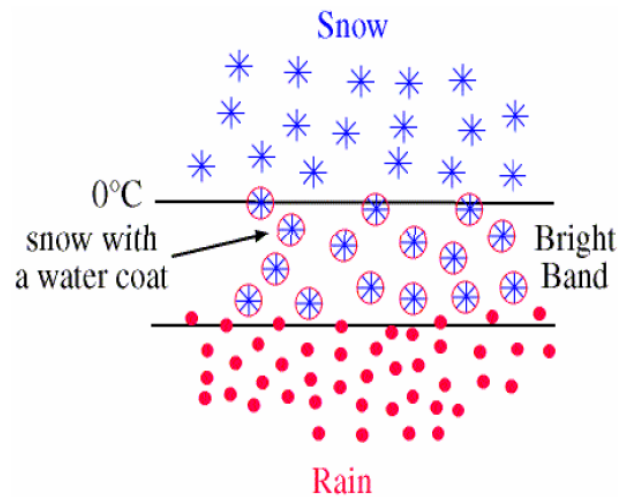 Snow
0°C
snow with
a water coat
Bright
Band
Rain